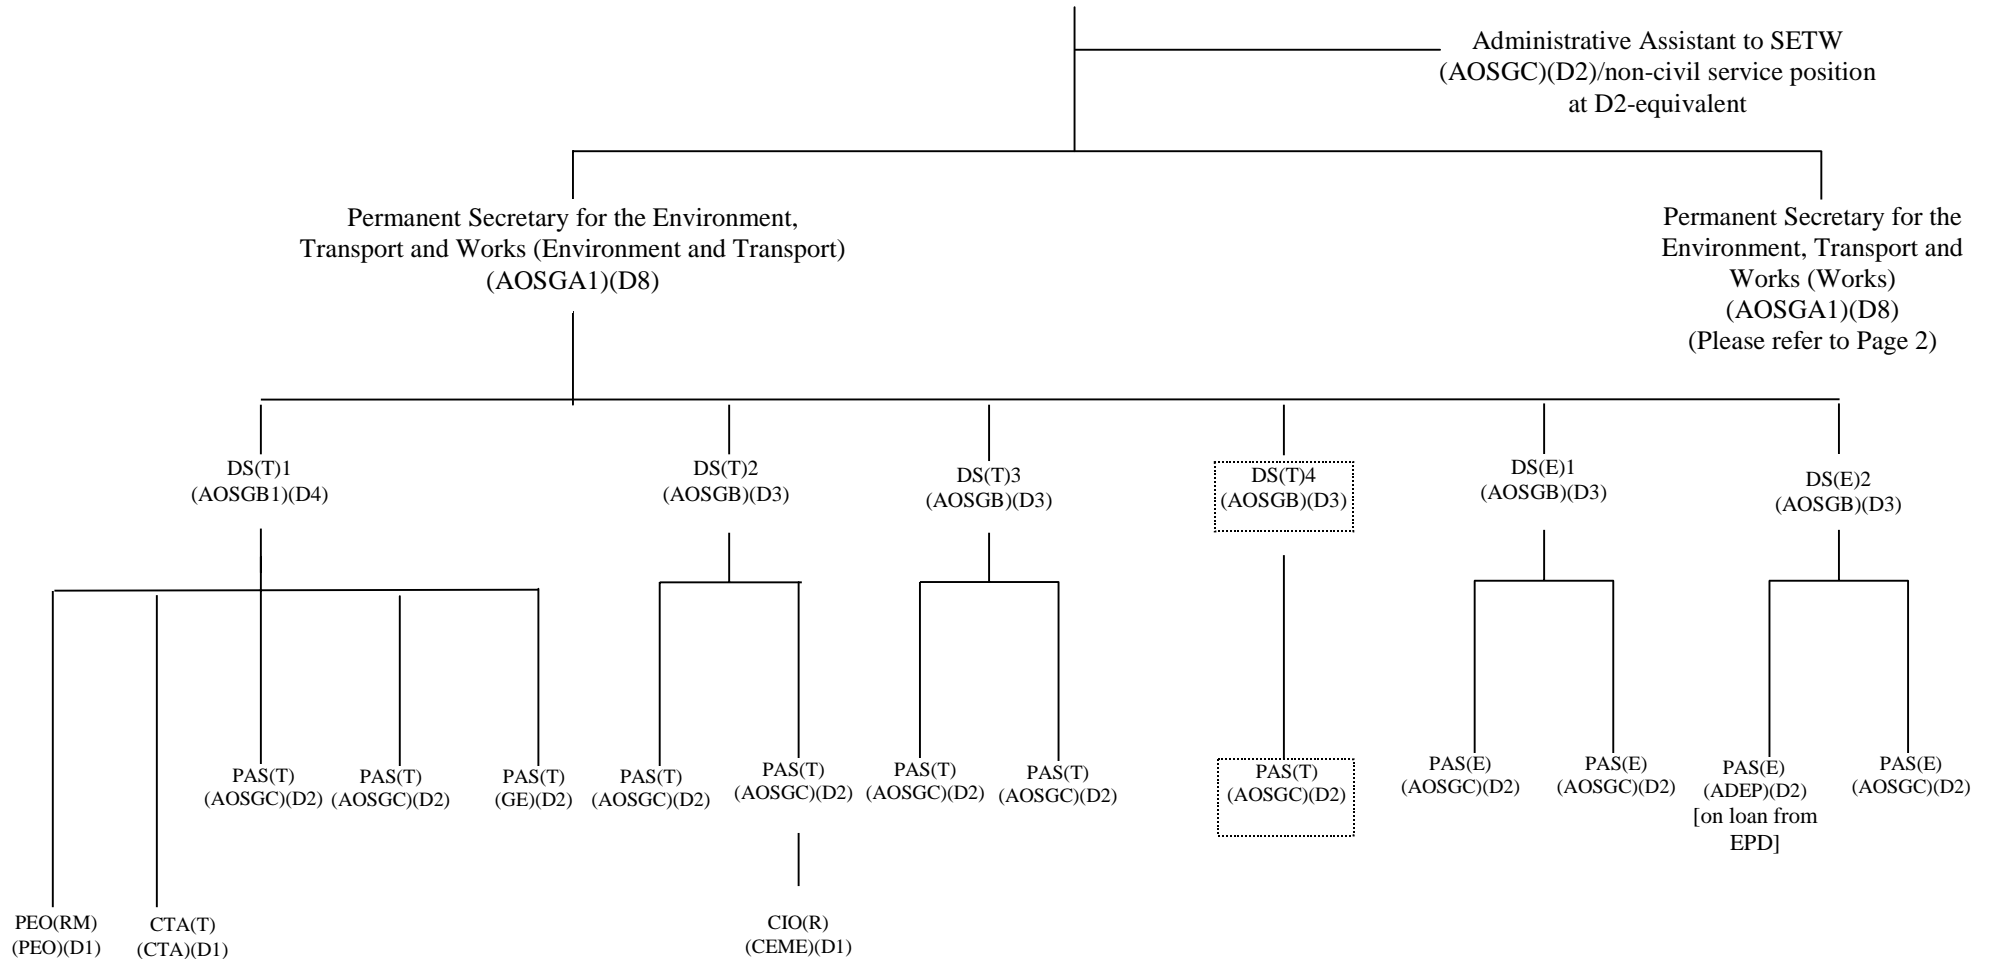 Administrative Assistant to SETW
(AOSGC)(D2)/non-civil service position
at D2-equivalent
Permanent Secretary for the Environment,
Transport and Works (Environment and Transport)
(AOSGA1)(D8)
Permanent Secretary for the
Environment, Transport and
Works (Works)
(AOSGA1)(D8)
(Please refer to Page 2)
DS(T)1
(AOSGB1)(D4)
DS(T)2
(AOSGB)(D3)
DS(T)3
(AOSGB)(D3)
DS(T)4
(AOSGB)(D3)
DS(E)1
(AOSGB)(D3)
DS(E)2
(AOSGB)(D3)
PAS(T)
(AOSGC)(D2)
PAS(T)
(AOSGC)(D2)
PAS(T)
(GE)(D2)
PAS(T)
(AOSGC)(D2)
PAS(T)
(AOSGC)(D2)
PAS(T)
(AOSGC)(D2)
PAS(T)
(AOSGC)(D2)
PAS(T)
(AOSGC)(D2)
PAS(E)
(AOSGC)(D2)
PAS(E)
(AOSGC)(D2)
PAS(E)
(ADEP)(D2)
[on loan from
EPD]
PAS(E)
(AOSGC)(D2)
PEO(RM)
(PEO)(D1)
CTA(T)
(CTA)(D1)
CIO(R)
(CEME)(D1)